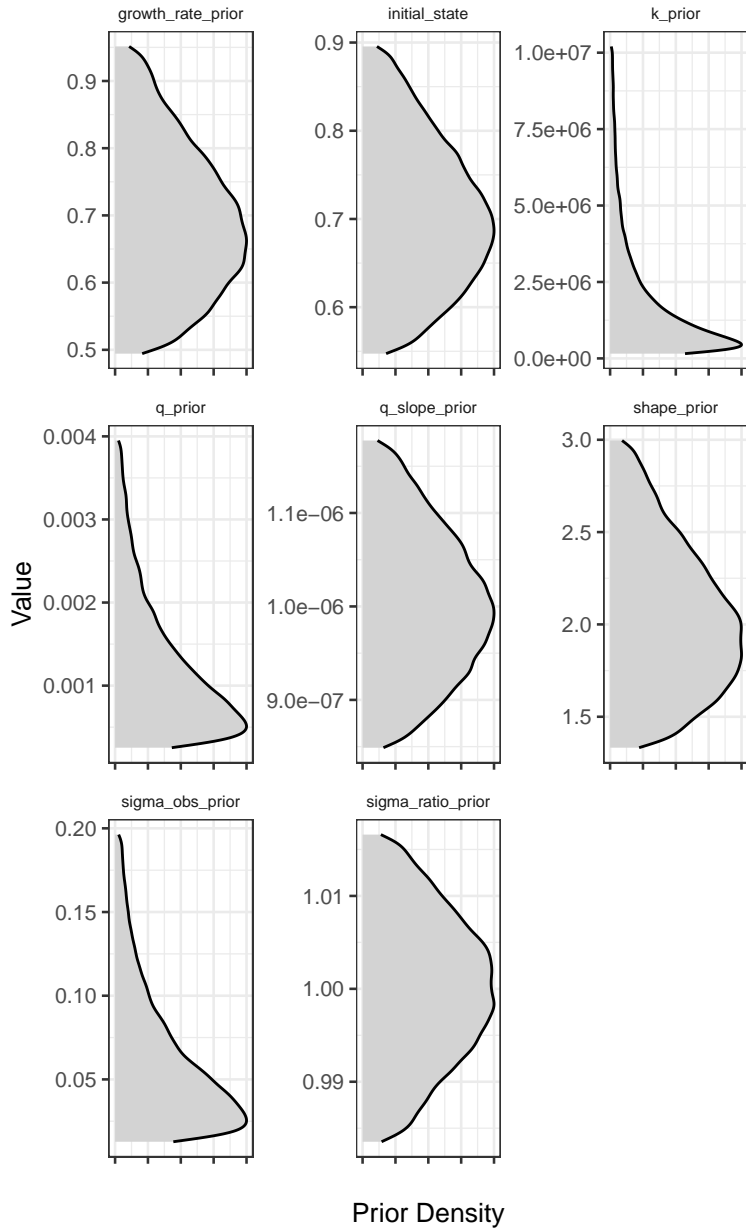 growth_rate_prior
initial_state
k_prior
0.9
0.8
0.7
0.6
0.5
0.9
0.8
0.7
0.6
1.0e+07
7.5e+06
5.0e+06
2.5e+06
0.0e+00
q_prior
q_slope_prior
shape_prior
0.004
0.003
0.002
0.001
1.1e−06
1.0e−06
9.0e−07
3.0
2.5
2.0
1.5
Value
sigma_obs_prior
sigma_ratio_prior
0.20
0.15
0.10
0.05
1.01
1.00
0.99
Prior Density